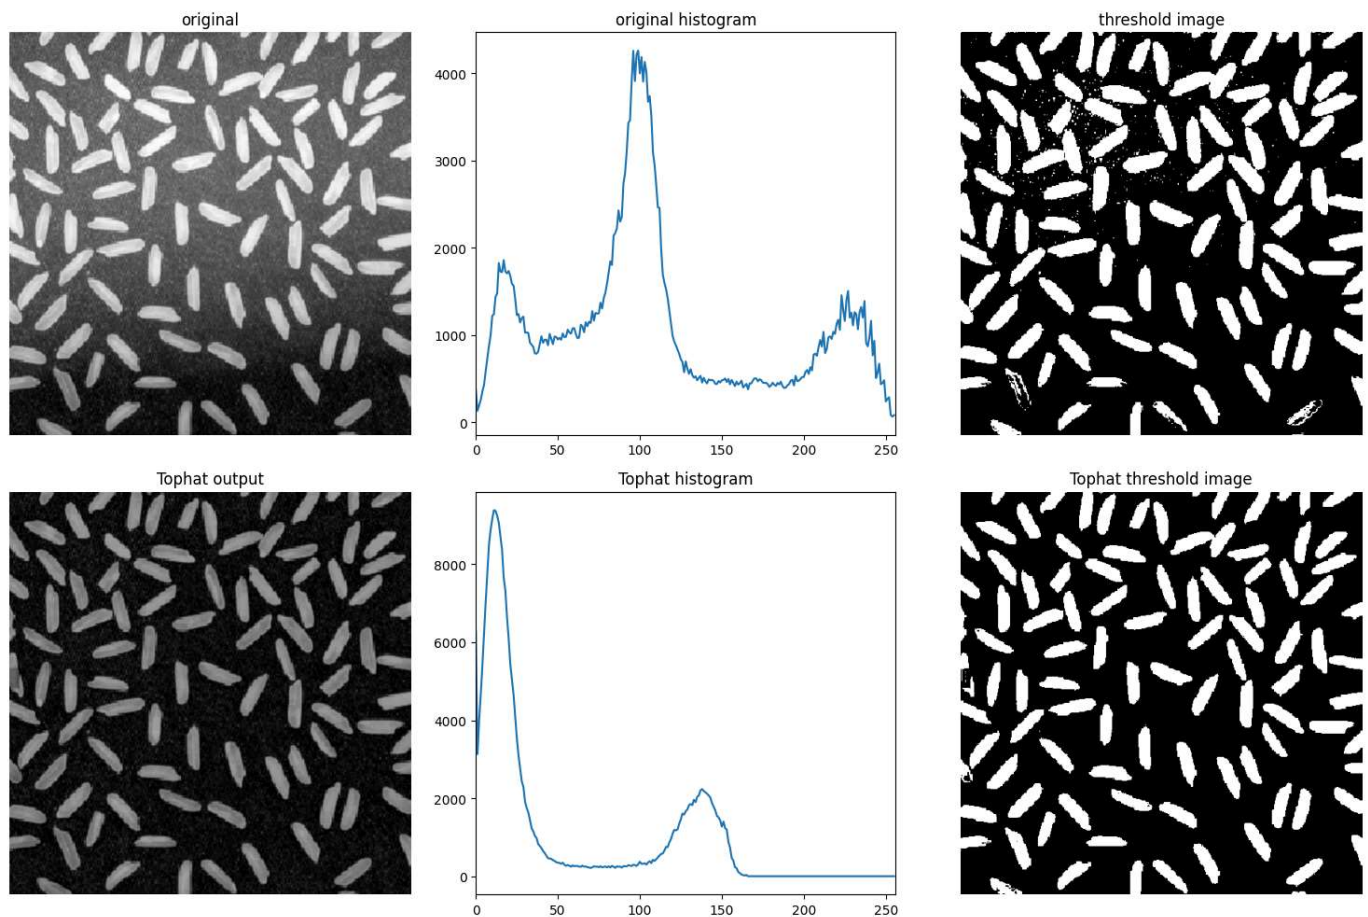 original
original histogram
threshold image
4000
3000
2000
1000
0
0 50 100 150 200 250
Tophat output
Tophat histogram
Tophat threshold image
8000
6000
4000
2000
0
0 50 100 150 200 250